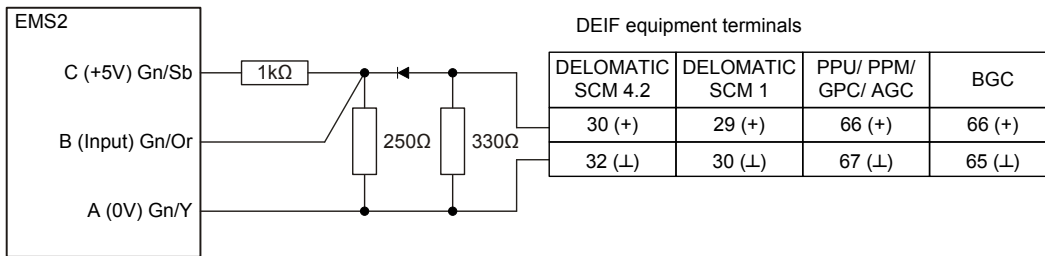 EMS2
DEIF equipment terminals
C (+5V) Gn/Sb
1kΩ
B (Input) Gn/Or
250Ω
330Ω
A (0V) Gn/Y
DELOMATIC SCM 4.2 DELOMATIC SCM 1 PPU/ PPM/ GPC/ AGC BGC
30 (+) 29 (+) 66 (+) 66 (+)
32 (⊥) 30 (⊥) 67 (⊥) 65 (⊥)